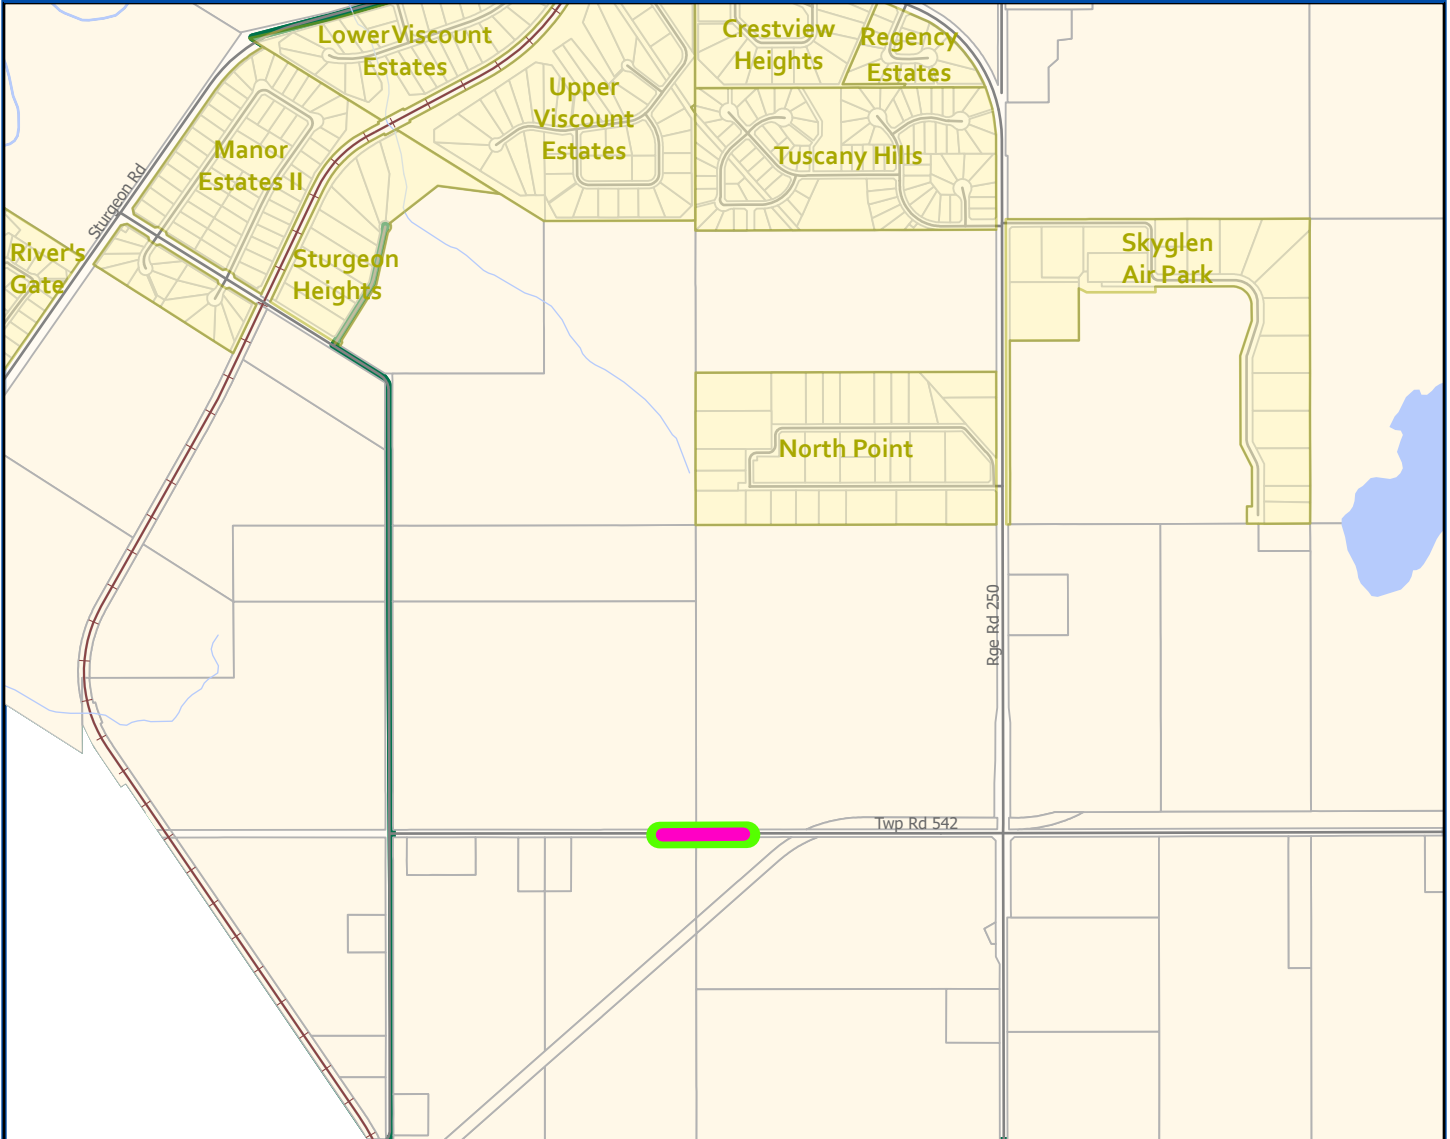 Lower Viscount
Estates
Crestview
Heights
Regency
Estates
Upper
Viscount
Estates
Manor
Estates II
Tuscany Hills
Sturgeon Rd
River's
Gate
Sturgeon
Heights
Skyglen
Air Park
North Point
Rge Rd 250
Twp Rd 542